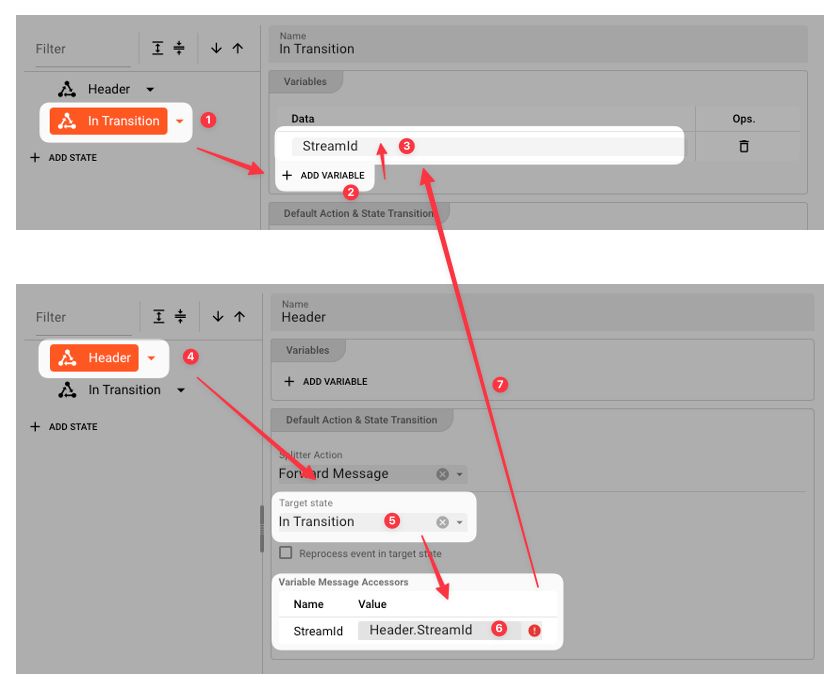 Name
In Transition
Filter
Header
In Transition
1
ADD STATE
Variables
Data
Ops.
StreamId
3
ADD VARIABLE
2
Default Action & State Transition
Name
Header
Filter
Header
4
In Transition
ADD STATE
Variables
ADD VARIABLE
7
Default Action & State Transition
Splitter Action
Forward Message
Target state
In Transition
5
Reprocess event in target state
Variable Message Accessors
Name Value
StreamId Header.StreamId 6